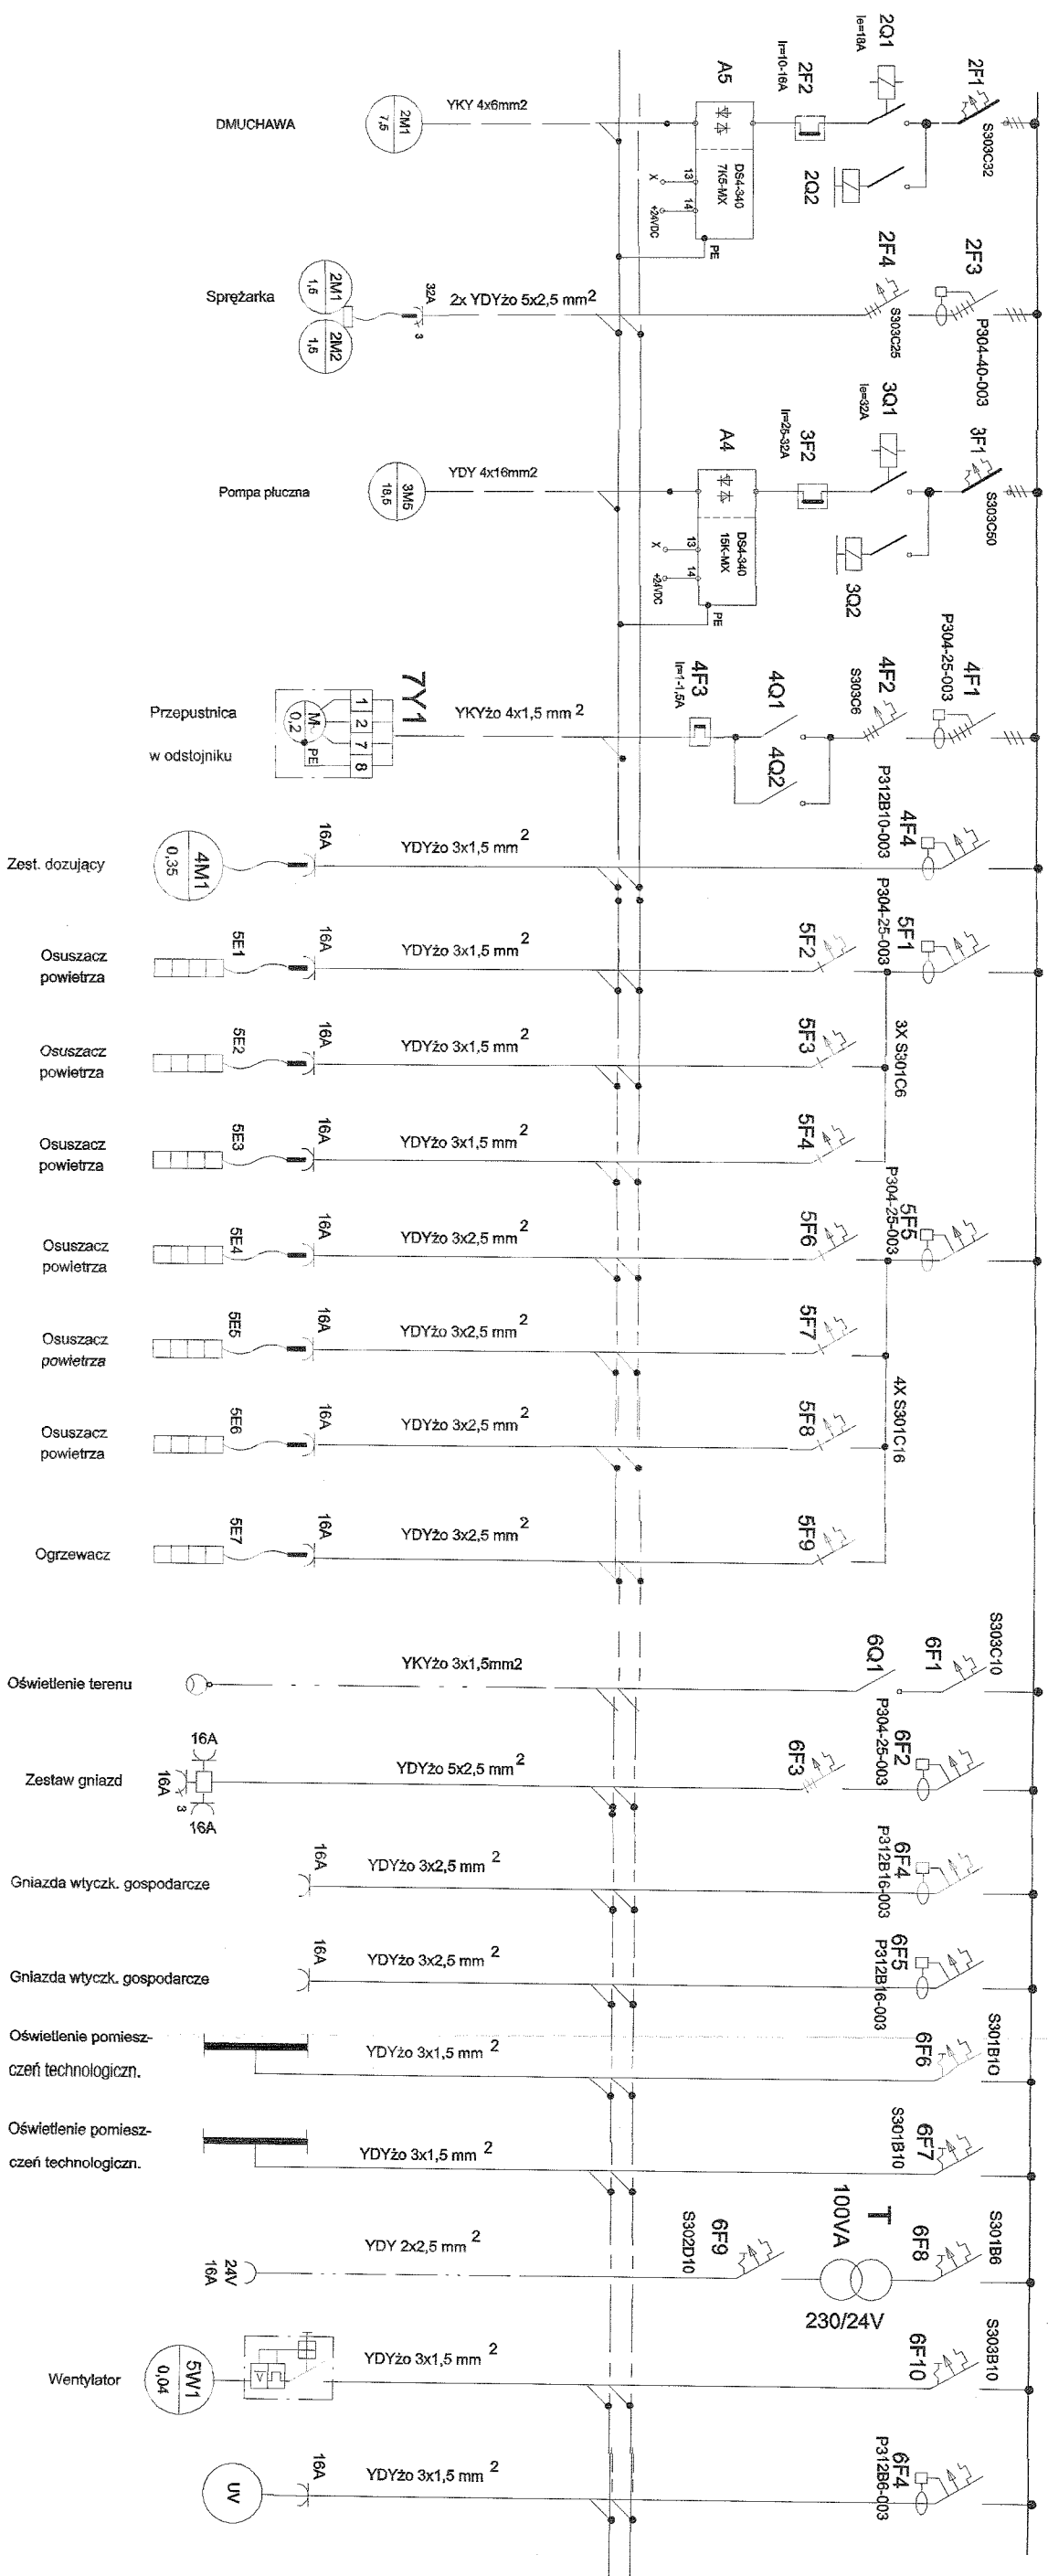 DMUCHAWA
2M1
7,5
YKY 4x6mm2
A5
DS4-340
7K5-MX
13
14
X
+24VDC
PE
2F2
Ir=10-16A
2Q1
Ie=18A
2Q2
2F1
S303C32
Sprężarka
2M1
1,5
2M2
1,5
32A
3
2x YDYżo 5x2,5 mm2
2F4
S303C25
2F3
P304-40-003
Pompa płuczna
3M5
18,5
YDY 4x16mm2
A4
DS4-340
15K-MX
13
14
X
+24VDC
PE
3F2
Ir=25-32A
3Q1
Ie=32A
3Q2
3F1
S303C50
Przepustnica
w odstojniku
7Y1
1
2
7
8
M~
0,2
PE
YKYżo 4x1,5 mm2
4F3
Ir=1-1,5A
4Q1
4Q2
4F2
S303C6
4F1
P304-25-003
Zest. dozujący
4M1
0,35
16A
YDYżo 3x1,5 mm2
4F4
P312B10-003
Osuszacz
powietrza
5E1
16A
YDYżo 3x1,5 mm2
5F2
5F1
P304-25-003
Osuszacz
powietrza
5E2
16A
YDYżo 3x1,5 mm2
5F3
3X S301C6
Osuszacz
powietrza
5E3
16A
YDYżo 3x1,5 mm2
5F4
Osuszacz
powietrza
5E4
16A
YDYżo 3x2,5 mm2
5F6
5F5
P304-25-003
Osuszacz
powietrza
5E5
16A
YDYżo 3x2,5 mm2
5F7
Osuszacz
powietrza
5E6
16A
YDYżo 3x2,5 mm2
5F8
4X S301C16
Ogrzewacz
5E7
16A
YDYżo 3x2,5 mm2
5F9
Oświetlenie terenu
YKYżo 3x1,5mm2
6Q1
6F1
S303C10
Zestaw gniazd
16A
16A
3
16A
YDYżo 5x2,5 mm2
6F3
6F2
P304-25-003
Gniazda wtyczk. gospodarcze
16A
YDYżo 3x2,5 mm2
6F4
P312B16-003
Gniazda wtyczk. gospodarcze
16A
YDYżo 3x2,5 mm2
6F5
P312B16-003
Oświetlenie pomiesz-
czeń technologiczn.
YDYżo 3x1,5 mm2
6F6
S301B10
Oświetlenie pomiesz-
czeń technologiczn.
YDYżo 3x1,5 mm2
6F7
S301B10
24V
16A
YDY 2x2,5 mm2
6F9
S302D10
T
100VA
230/24V
6F8
S301B6
Wentylator
5W1
0,04
YDYżo 3x1,5 mm2
6F10
S303B10
UV
16A
YDYżo 3x1,5 mm2
6F4
P312B6-003